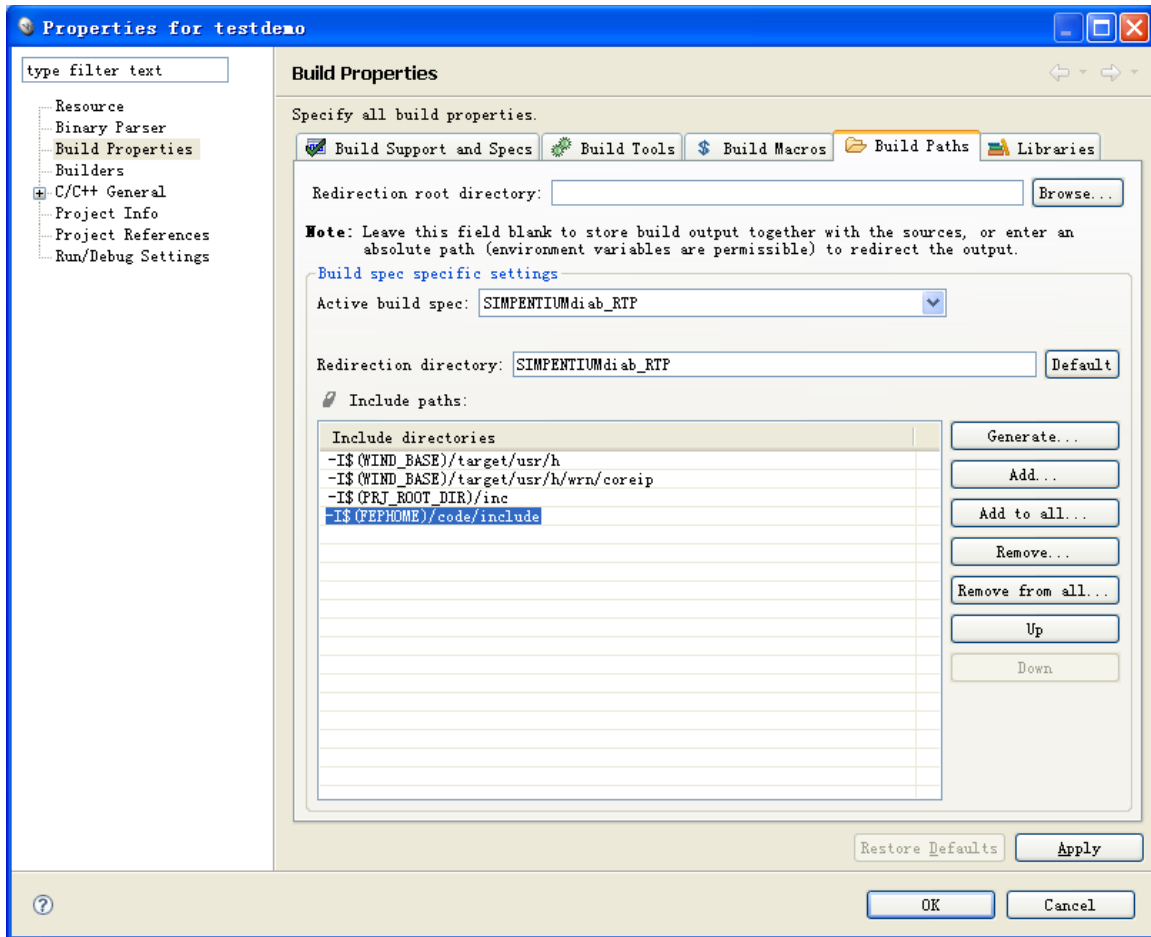 Properties for testdemo
type filter text
Resource
Binary Parser
Build Properties
Builders
C/C++ General
Project Info
Project References
Run/Debug Settings
Build Properties
Specify all build properties.
Build Support and Specs
Build Tools
$ Build Macros
Build Paths
Libraries
Redirection root directory:
Browse...
Note: Leave this field blank to store build output together with the sources, or enter an
absolute path (environment variables are permissible) to redirect the output.
Build spec specific settings
Active build spec: SIMPENTIUMdiab_RTP
Redirection directory: SIMPENTIUMdiab_RTP
Default
Include paths:
Include directories
-I$(WIND_BASE)/target/usr/h
-I$(WIND_BASE)/target/usr/h/wrn/coreip
-I$(PRJ_ROOT_DIR)/inc
-I$(FEPHOME)/code/include
Generate...
Add...
Add to all...
Remove...
Remove from all...
Up
Down
Restore Defaults
Apply
?
OK
Cancel